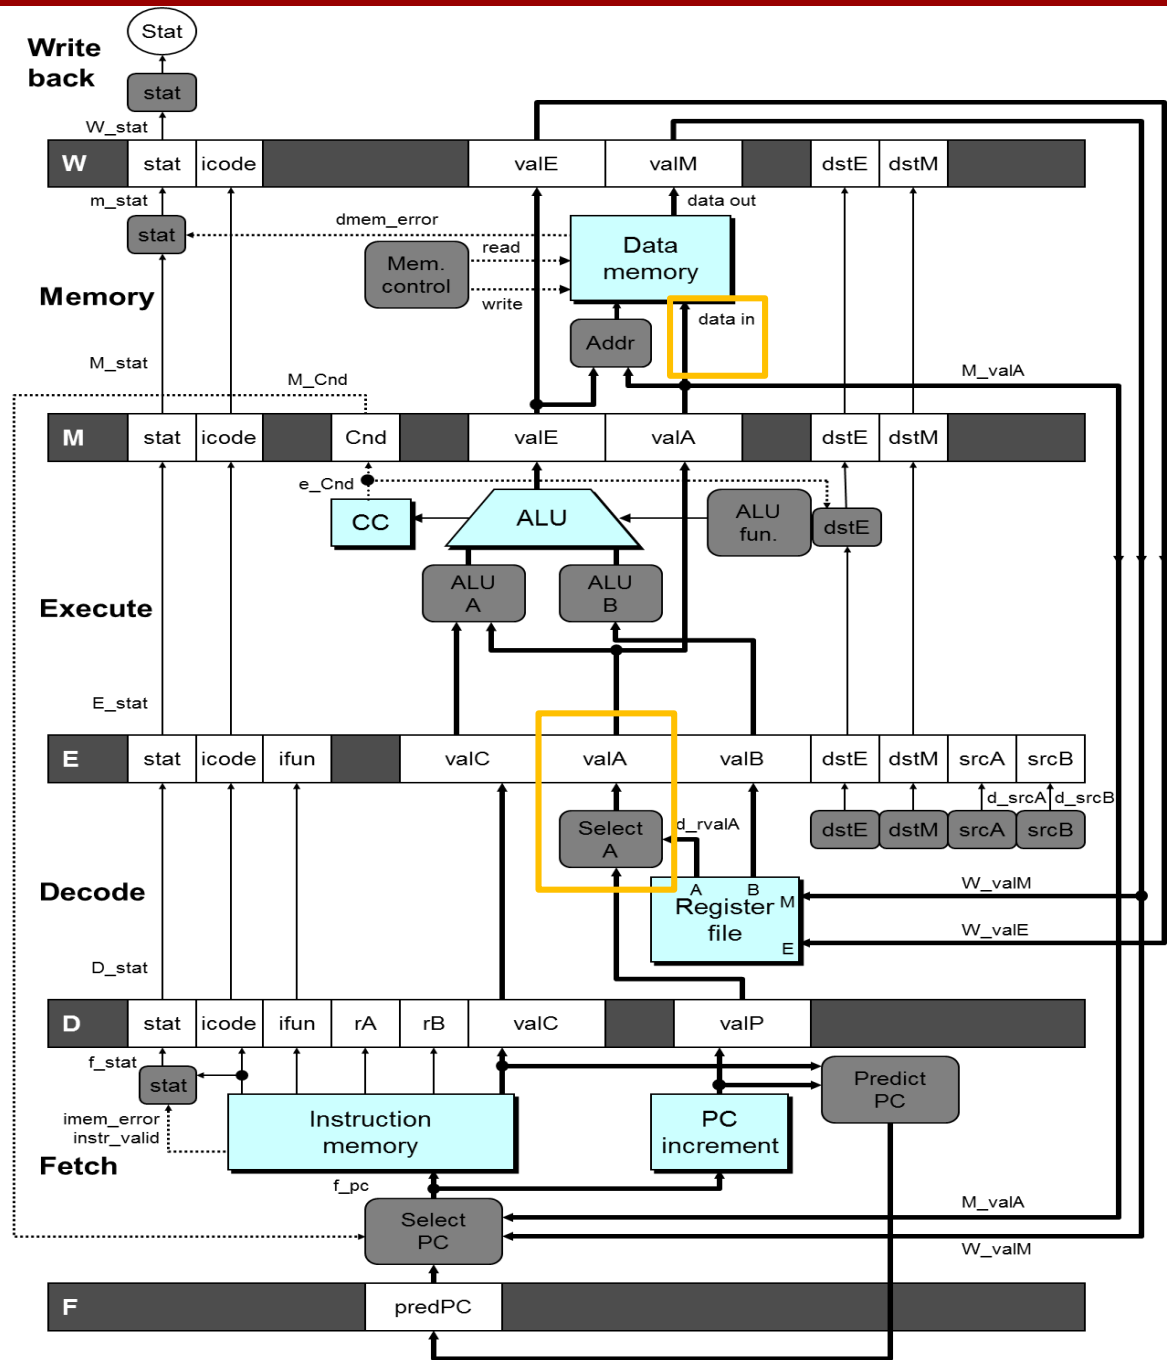 Stat
Write
back
stat
W_stat
W
stat
icode
valE
valM
dstE
dstM
m_stat
data out
stat
dmem_error
Data
memory
read
Mem.
control
write
Memory
data in
Addr
M_stat
M_Cnd
M_valA
M
stat
icode
Cnd
valE
valA
dstE
dstM
e_Cnd
CC
ALU
ALU
fun.
dstE
ALU
A
ALU
B
Execute
E_stat
E
stat
icode
ifun
valC
valA
valB
dstE
dstM
srcA
srcB
d_srcA
d_srcB
Select
A
d_rvalA
dstE
dstM
srcA
srcB
Decode
A
B
M
Register
file
E
W_valM
W_valE
D_stat
D
stat
icode
ifun
rA
rB
valC
valP
f_stat
stat
Predict
PC
imem_error
instr_valid
Instruction
memory
PC
increment
Fetch
f_pc
M_valA
Select
PC
W_valM
F
predPC